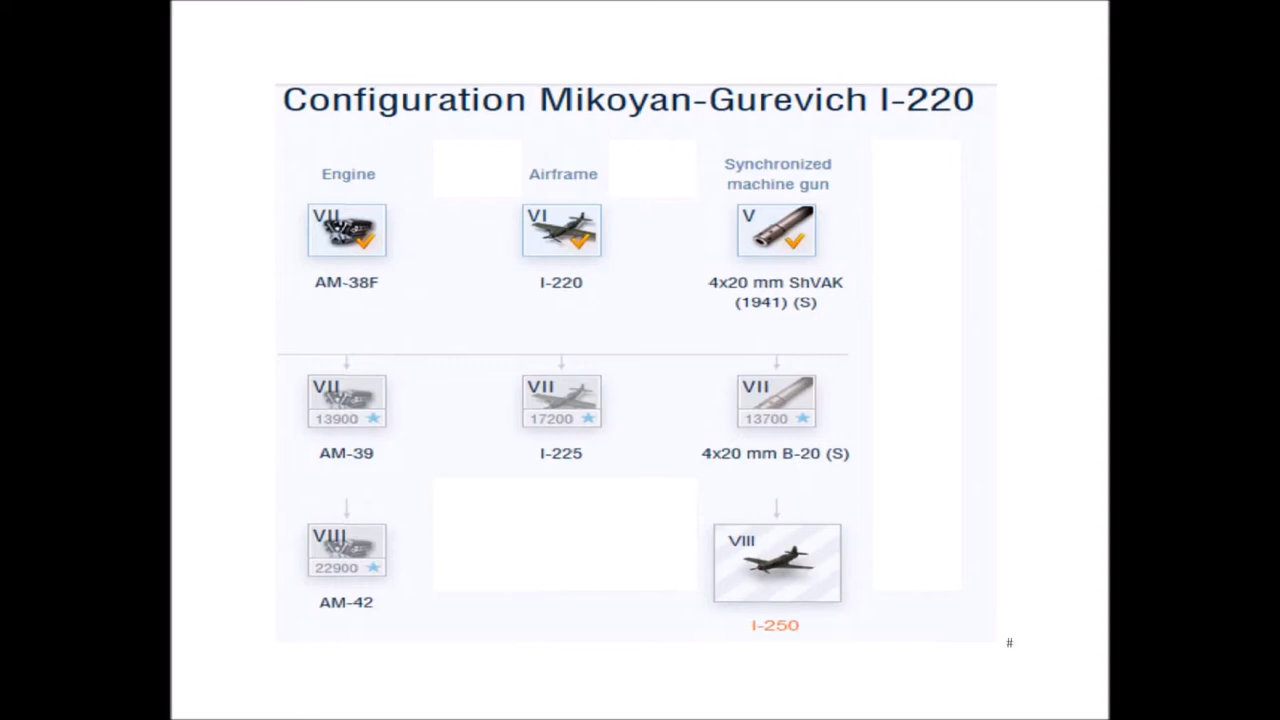 Configuration Mikoyan-Gurevich I-220
Engine
Airframe
Synchronized
machine gun
VII
VI
V
AM-38F
I-220
4x20 mm ShVAK
(1941) (S)
VII
VII
VII
13900
17200
13700
AM-39
I-225
4x20 mm B-20 (S)
VIII
VIII
22900
AM-42
I-250
#